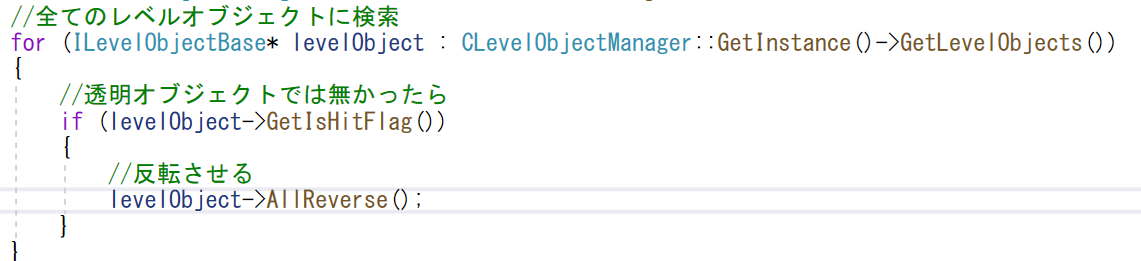 //全てのレベルオブジェクトに検索
for (ILevelObjectBase* levelObject : CLevelObjectManager::GetInstance()->GetLevelObjects())
{
//透明オブジェクトでは無かったら
if (levelObject->GetIsHitFlag())
{
//反転させる
levelObject->AllReverse();
}
}